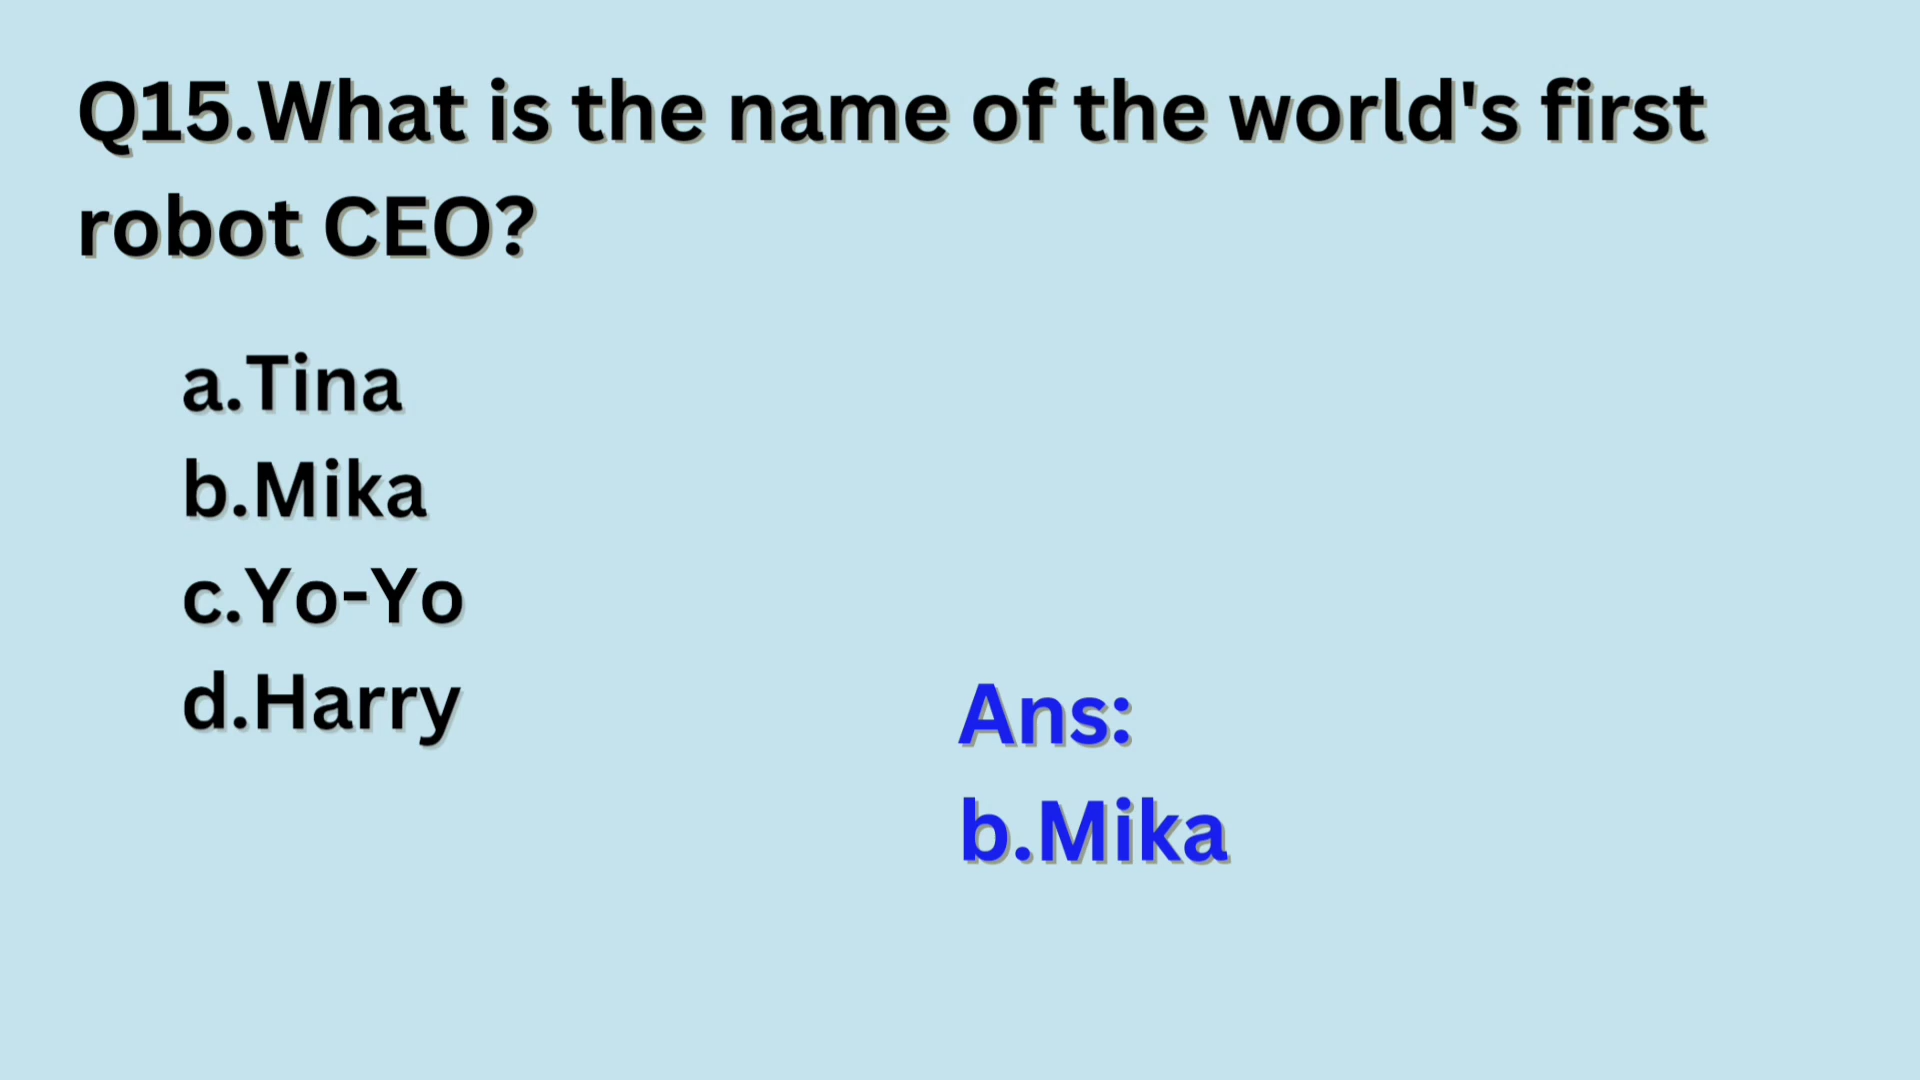 Q15.What is the name of the world's first
robot CEO?
a.Tina
b.Mika
c.Yo-Yo
d.Harry
Ans:
b.Mika